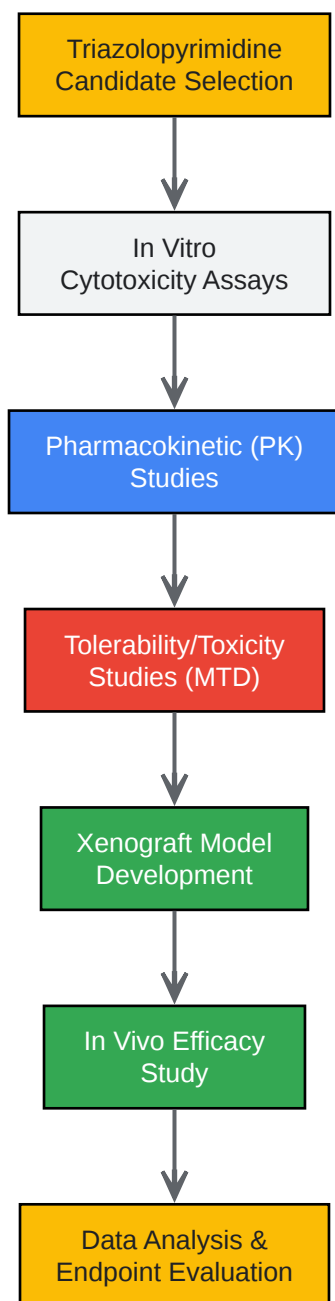 Triazolopyrimidine
Candidate Selection
In Vitro
Cytotoxicity Assays
Pharmacokinetic (PK)
Studies
Tolerability/Toxicity
Studies (MTD)
Xenograft Model
Development
In Vivo Efficacy
Study
Data Analysis &
Endpoint Evaluation